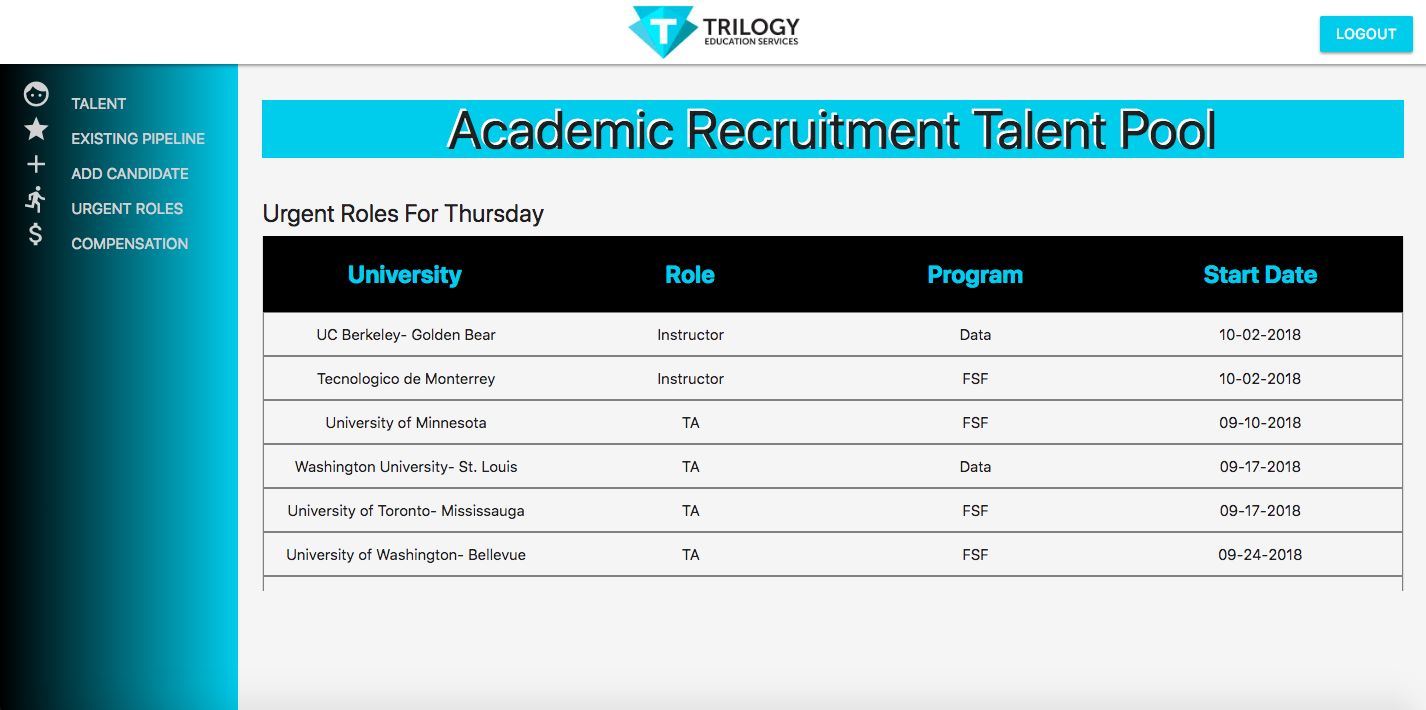 T TRILOGY
EDUCATION SERVICES
LOGOUT
TALENT
EXISTING PIPELINE
ADD CANDIDATE
URGENT ROLES
$ COMPENSATION
Academic Recruitment Talent Pool
Urgent Roles For Thursday
University Role Program Start Date
UC Berkeley- Golden Bear Instructor Data 10-02-2018
Tecnologico de Monterrey Instructor FSF 10-02-2018
University of Minnesota TA FSF 09-10-2018
Washington University- St. Louis TA Data 09-17-2018
University of Toronto- Mississauga TA FSF 09-17-2018
University of Washington- Bellevue TA FSF 09-24-2018